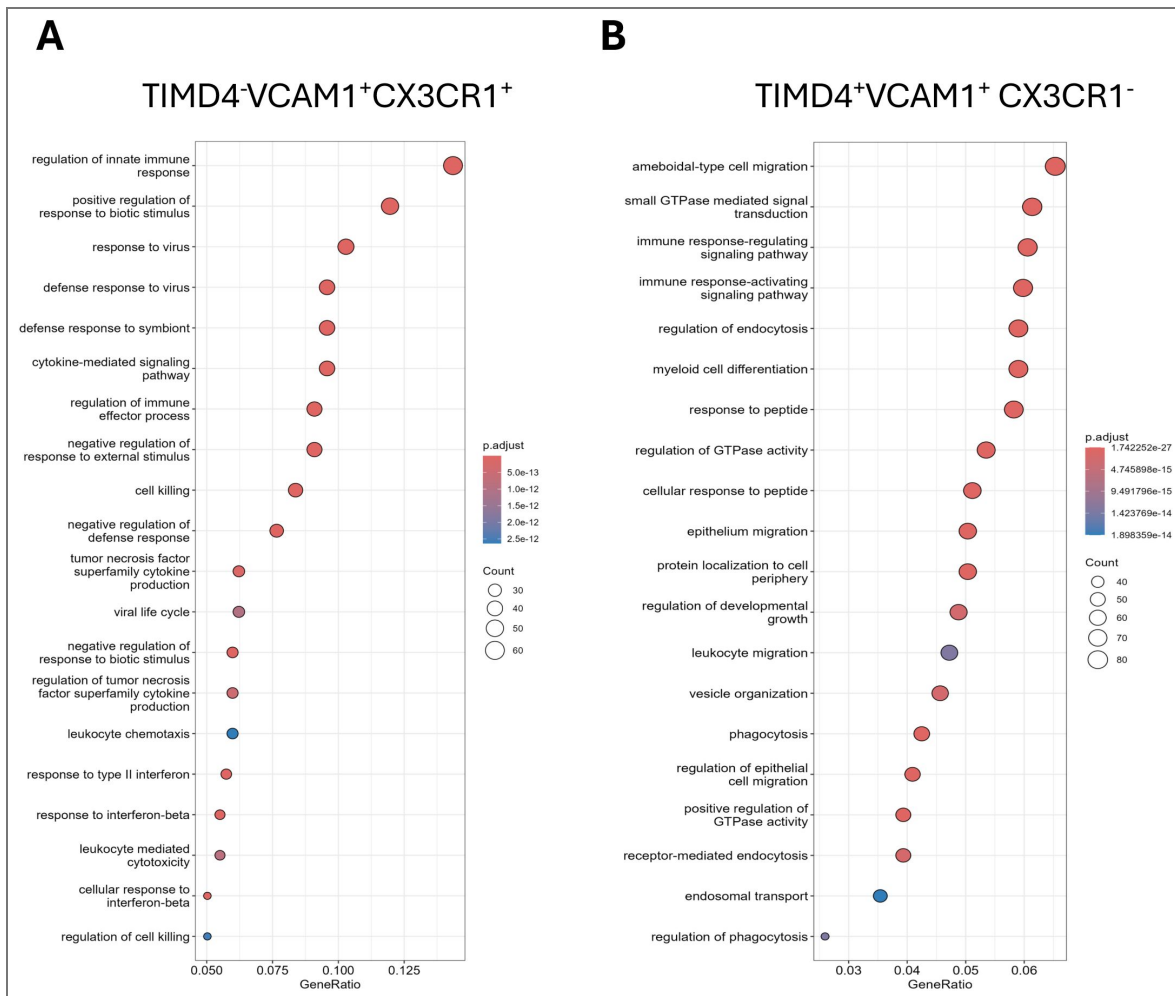 A
TIMD4⁻VCAM1⁺CX3CR1⁺
regulation of innate immune
response
positive regulation of
response to biotic stimulus
response to virus
defense response to virus
defense response to symbiont
cytokine-mediated signaling
pathway
regulation of immune
effector process
negative regulation of
response to external stimulus
cell killing
negative regulation of
defense response
tumor necrosis factor
superfamily cytokine
production
viral life cycle
negative regulation of
response to biotic stimulus
regulation of tumor necrosis
factor superfamily cytokine
production
leukocyte chemotaxis
response to type II interferon
response to interferon-beta
leukocyte mediated
cytotoxicity
cellular response to
interferon-beta
regulation of cell killing
0.050 0.075 0.100 0.125
GeneRatio
p.adjust
5.0e-13
1.0e-12
1.5e-12
2.0e-12
2.5e-12
Count
30
40
50
60
B
TIMD4⁺VCAM1⁺ CX3CR1⁻
ameboidal-type cell migration
small GTPase mediated signal
transduction
immune response-regulating
signaling pathway
immune response-activating
signaling pathway
regulation of endocytosis
myeloid cell differentiation
response to peptide
regulation of GTPase activity
cellular response to peptide
epithelium migration
protein localization to cell
periphery
regulation of developmental
growth
leukocyte migration
vesicle organization
phagocytosis
regulation of epithelial
cell migration
positive regulation of
GTPase activity
receptor-mediated endocytosis
endosomal transport
regulation of phagocytosis
0.03 0.04 0.05 0.06
GeneRatio
p.adjust
1.742252e-27
4.745898e-15
9.491796e-15
1.423769e-14
1.898359e-14
Count
40
50
60
70
80